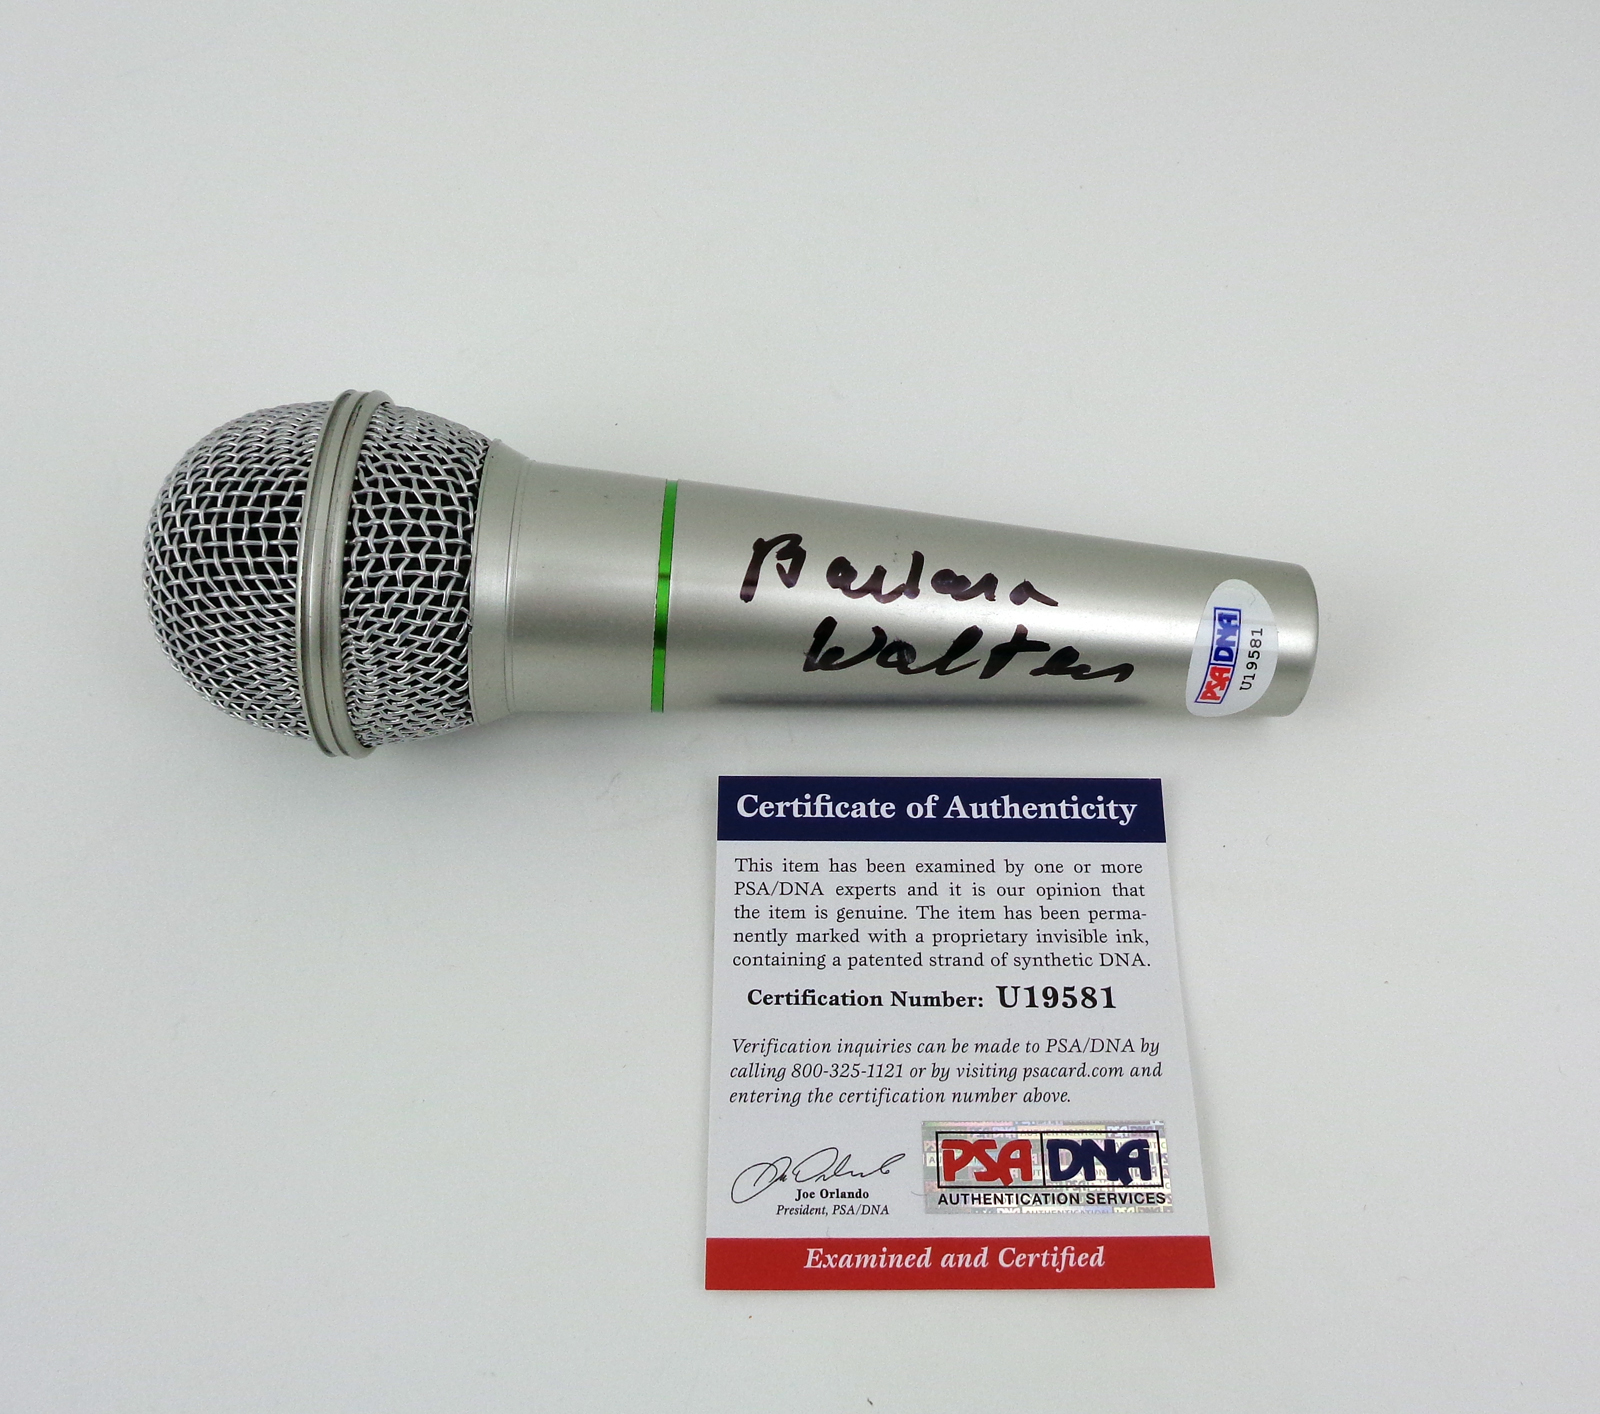 Barbara
Walters
PSA DNA
U19581
Certificate of Authenticity
This item has been examined by one or more
PSA/DNA experts and it is our opinion that
the item is genuine. The item has been perma-
nently marked with a proprietary invisible ink,
containing a patented strand of synthetic DNA.
Certification Number: U19581
Verification inquiries can be made to PSA/DNA by
calling 800-325-1121 or by visiting psacard.com and
entering the certification number above.
Joe Orlando
Joe Orlando
President, PSA/DNA
PSA DNA
AUTHENTICATION SERVICES
Examined and Certified